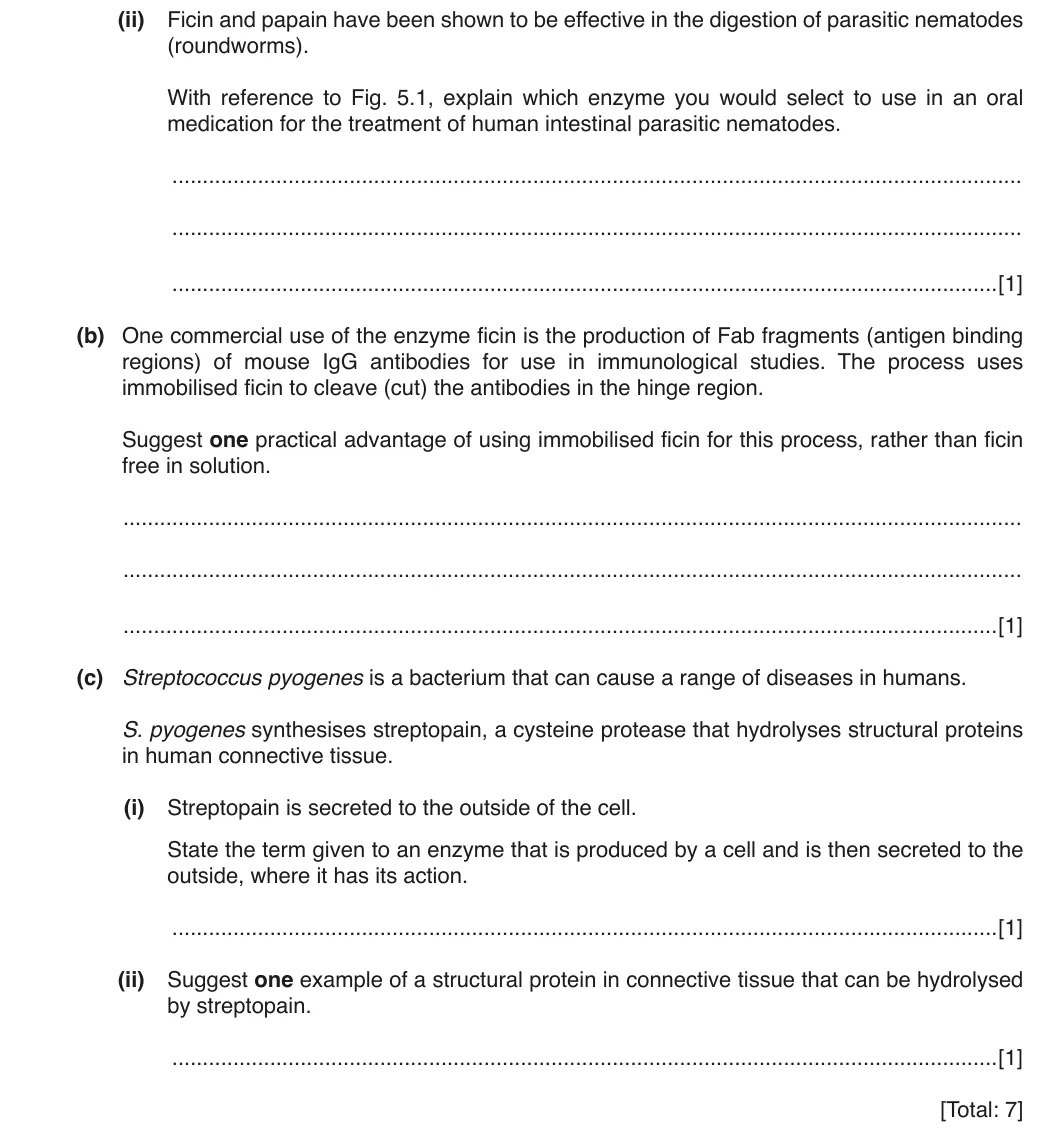 (ii) Ficin and papain have been shown to be effective in the digestion of parasitic nematodes
(roundworms).
With reference to Fig. 5.1, explain which enzyme you would select to use in an oral
medication for the treatment of human intestinal parasitic nematodes.
..........................................................................................................................................
..........................................................................................................................................
......................................................................................................................................[1]
(b) One commercial use of the enzyme ficin is the production of Fab fragments (antigen binding
regions) of mouse IgG antibodies for use in immunological studies. The process uses
immobilised ficin to cleave (cut) the antibodies in the hinge region.
Suggest one practical advantage of using immobilised ficin for this process, rather than ficin
free in solution.
..................................................................................................................................................
..................................................................................................................................................
..............................................................................................................................................[1]
(c) Streptococcus pyogenes is a bacterium that can cause a range of diseases in humans.
S. pyogenes synthesises streptopain, a cysteine protease that hydrolyses structural proteins
in human connective tissue.
(i) Streptopain is secreted to the outside of the cell.
State the term given to an enzyme that is produced by a cell and is then secreted to the
outside, where it has its action.
......................................................................................................................................[1]
(ii) Suggest one example of a structural protein in connective tissue that can be hydrolysed
by streptopain.
......................................................................................................................................[1]
[Total: 7]